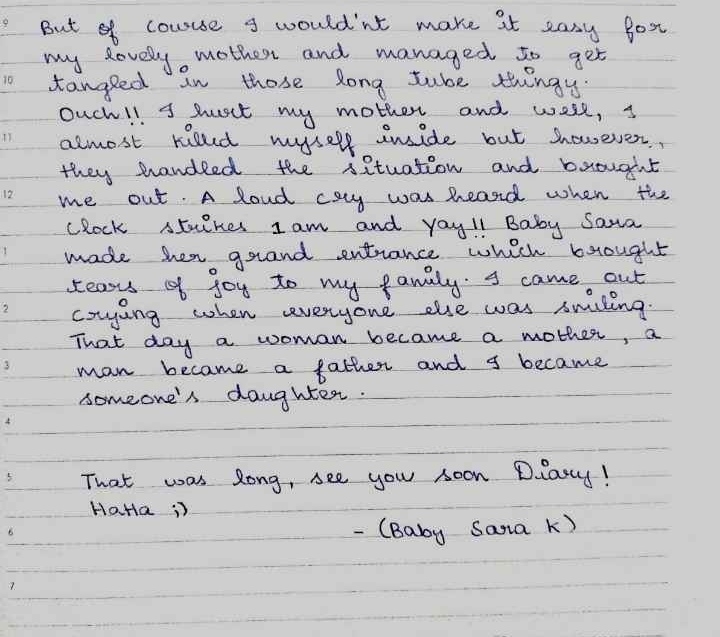 9
But of course I would'nt make it easy for
my lovely mother and managed to get
10
tangled in those long tube thingy.
Ouch!! I hurt my mother and well, I
11
almost killed myself inside but however,
they handled the situation and brought
12
me out. A loud cry was heard when the
clock strikes 1 am and Yay!! Baby Sara
1
made her grand entrance which brought
tears of joy to my family. I came out
2
crying when everyone else was smiling.
That day a woman became a mother, a
3
man became a father and I became
someone's daughter.
4
5
That was long, see you soon Diary!
HaHa ;)
6
- (Baby Sara K)
7